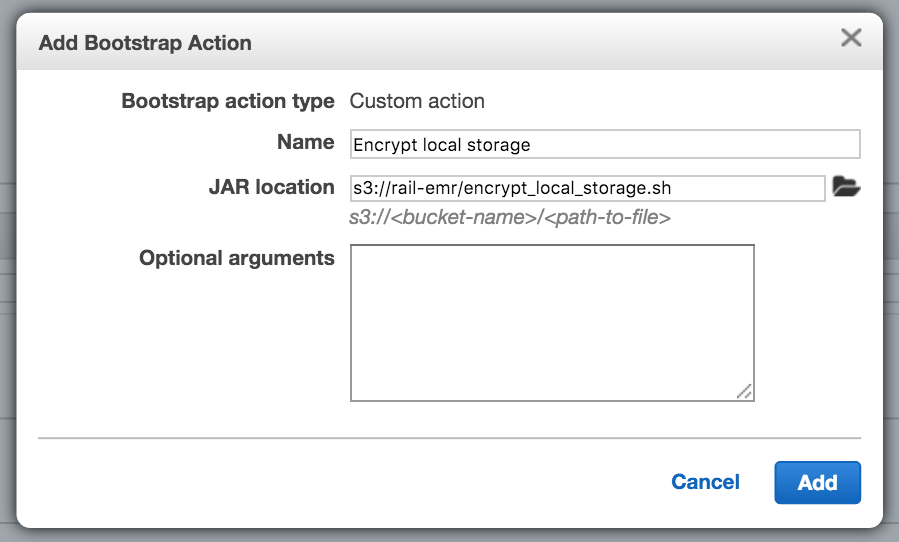 Add Bootstrap Action
Bootstrap action type Custom action
Name Encrypt local storage
JAR location s3://rail-emr/encrypt_local_storage.sh
s3://<bucket-name>/<path-to-file>
Optional arguments
Cancel Add